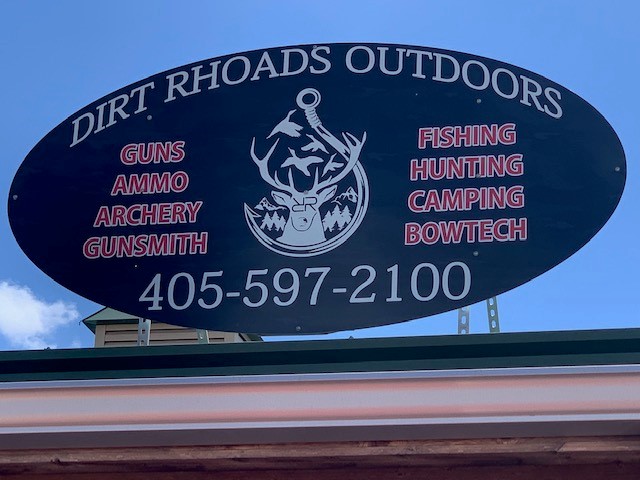 DIRT RHOADS OUTDOORS
GUNS
AMMO
ARCHERY
GUNSMITH
FISHING
HUNTING
CAMPING
BOWTECH
405-597-2100